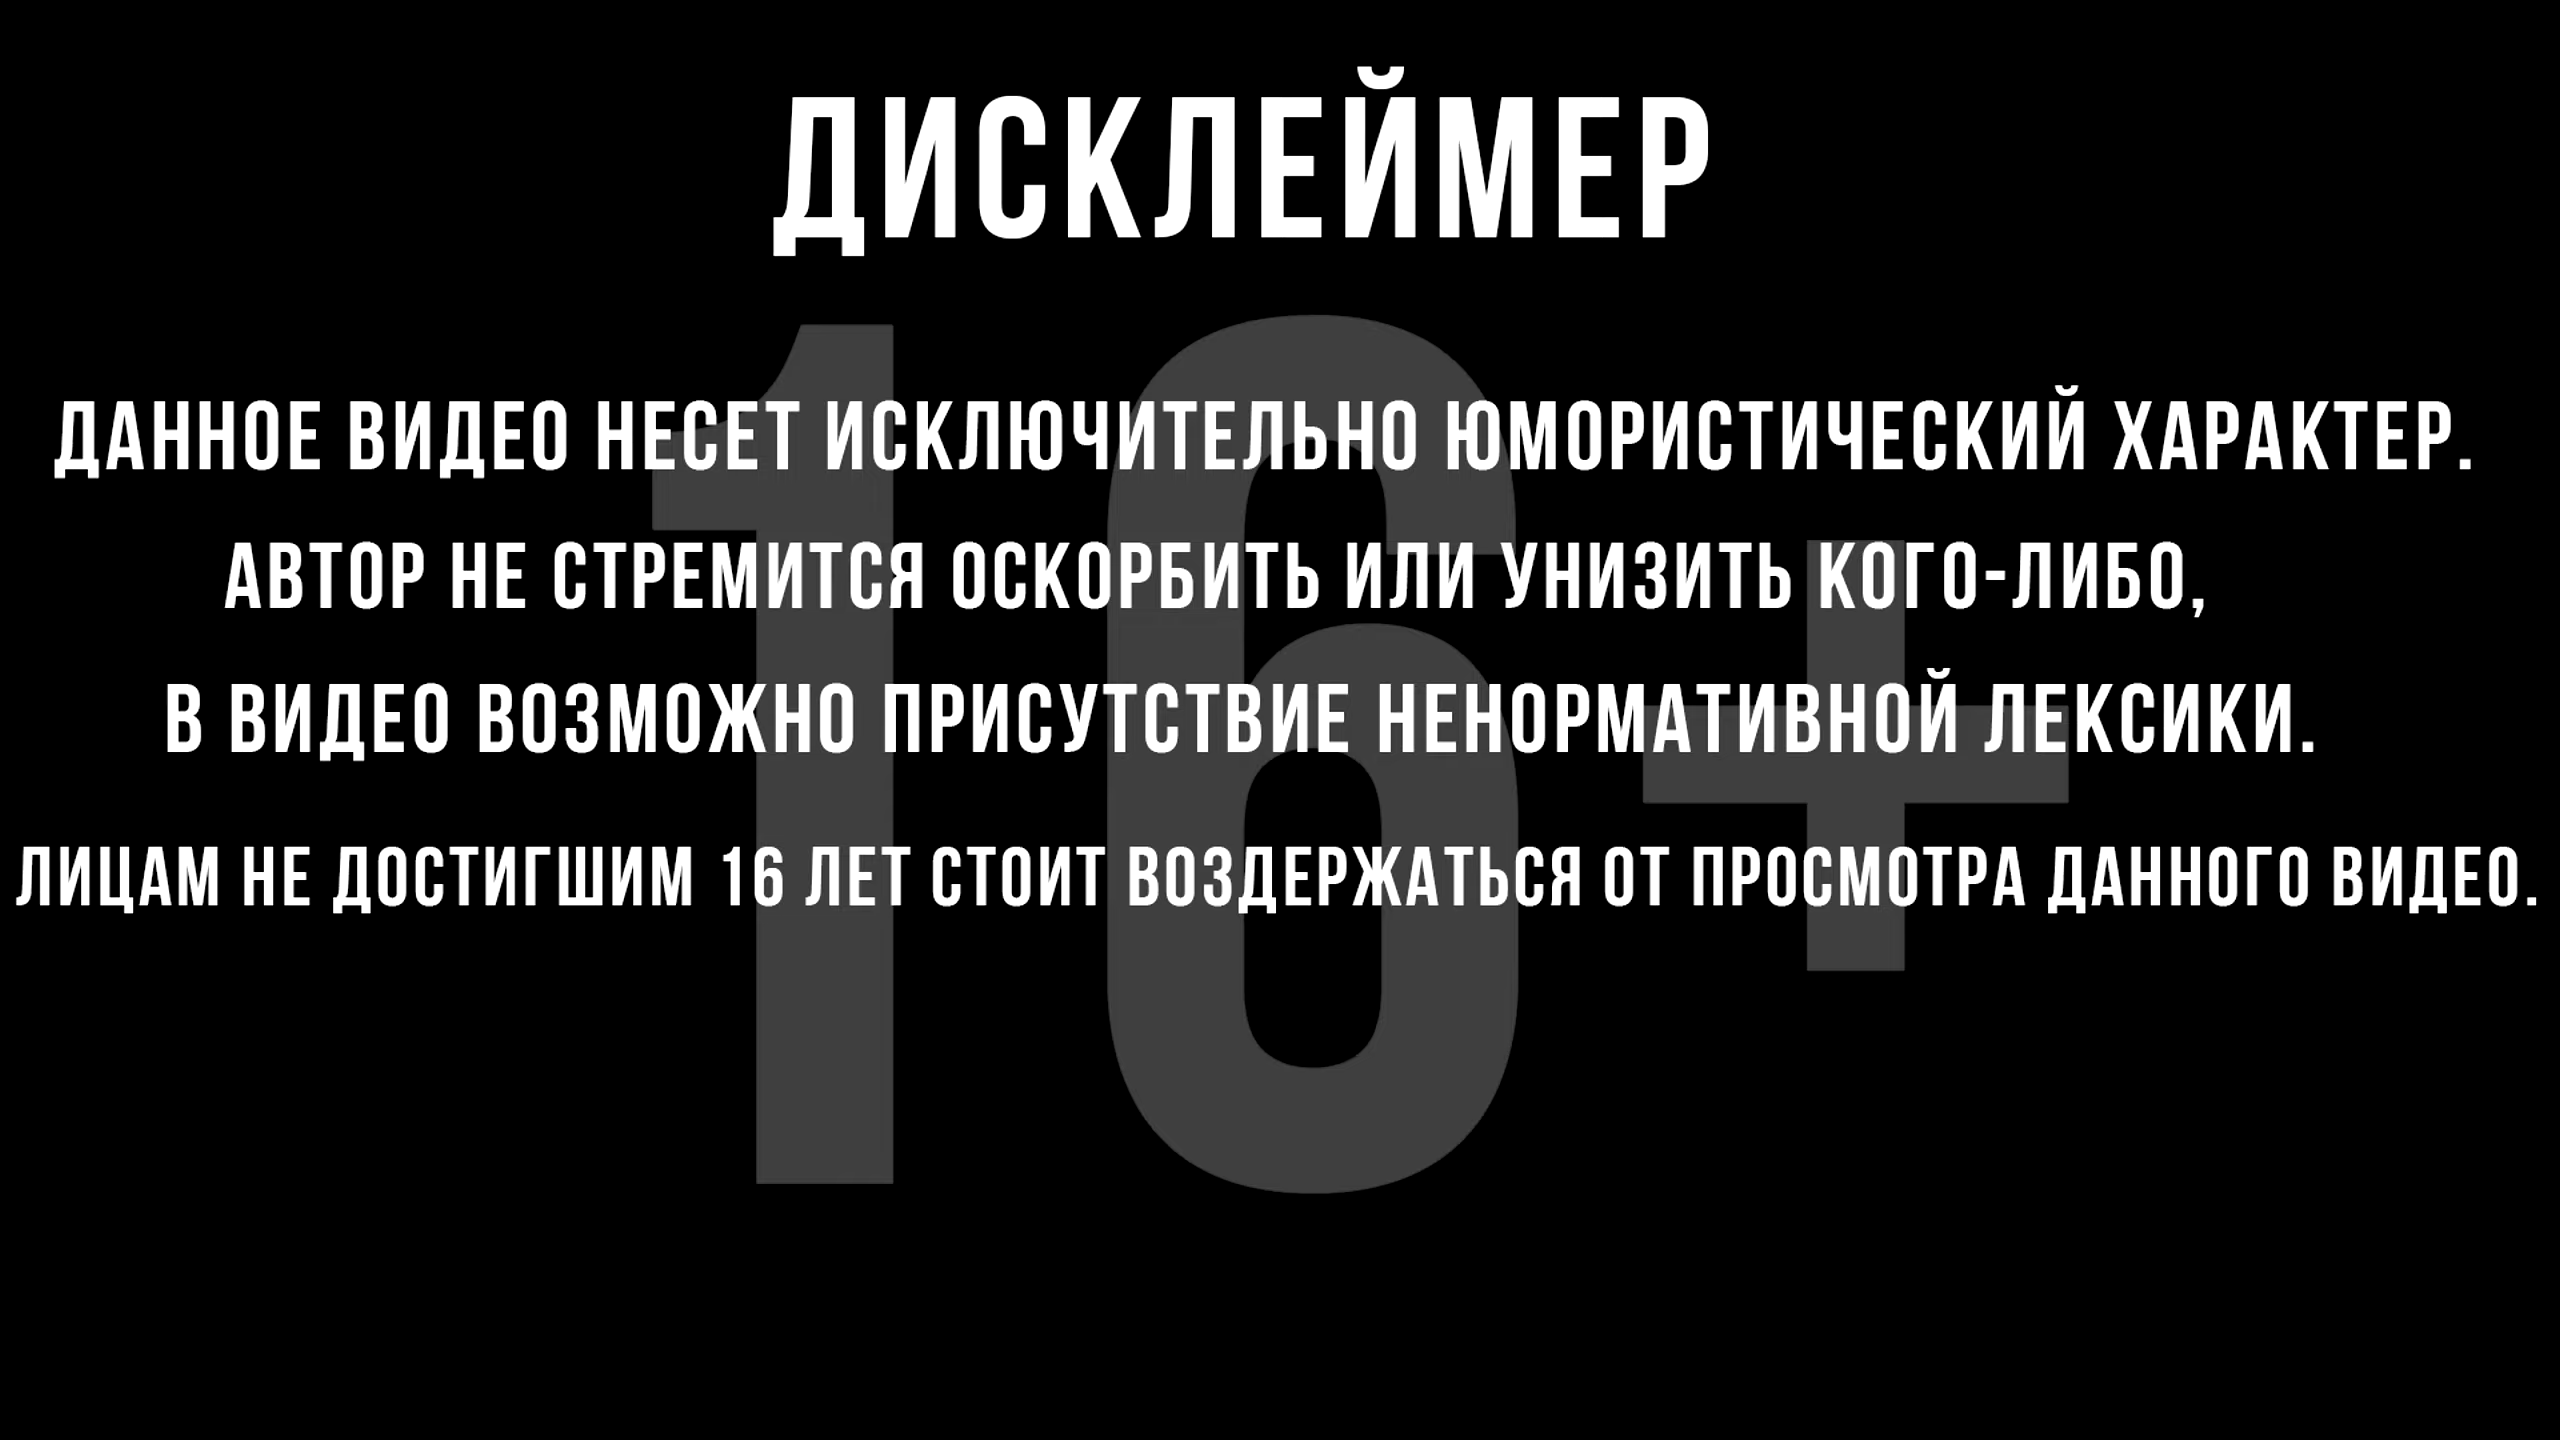 ДИСКЛЕЙМЕР
ДАННОЕ ВИДЕО НЕСЕТ ИСКЛЮЧИТЕЛЬНО ЮМОРИСТИЧЕСКИЙ ХАРАКТЕР.
АВТОР НЕ СТРЕМИТСЯ ОСКОРБИТЬ ИЛИ УНИЗИТЬ КОГО-ЛИБО,
В ВИДЕО ВОЗМОЖНО ПРИСУТСТВИЕ НЕНОРМАТИВНОЙ ЛЕКСИКИ.
ЛИЦАМ НЕ ДОСТИГШИМ 16 ЛЕТ СТОИТ ВОЗДЕРЖАТЬСЯ ОТ ПРОСМОТРА ДАННОГО ВИДЕО.
16+